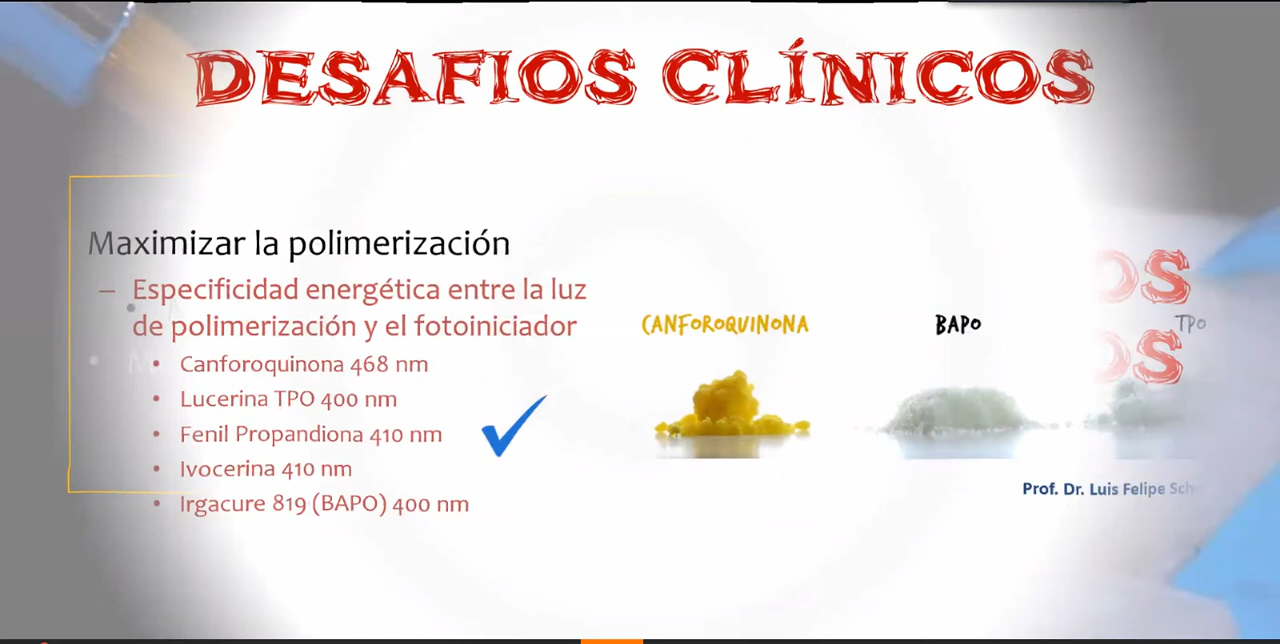 DESAFIOS CLÍNICOS
Maximizar la polimerización
– Especificidad energética entre la luz
de polimerización y el fotoiniciador
• Canforoquinona 468 nm
• Lucerina TPO 400 nm
• Fenil Propandiona 410 nm
• Ivocerina 410 nm
• Irgacure 819 (BAPO) 400 nm
CANFOROQUINONA
BAPO
TPO
OS
OS
Prof. Dr. Luis Felipe